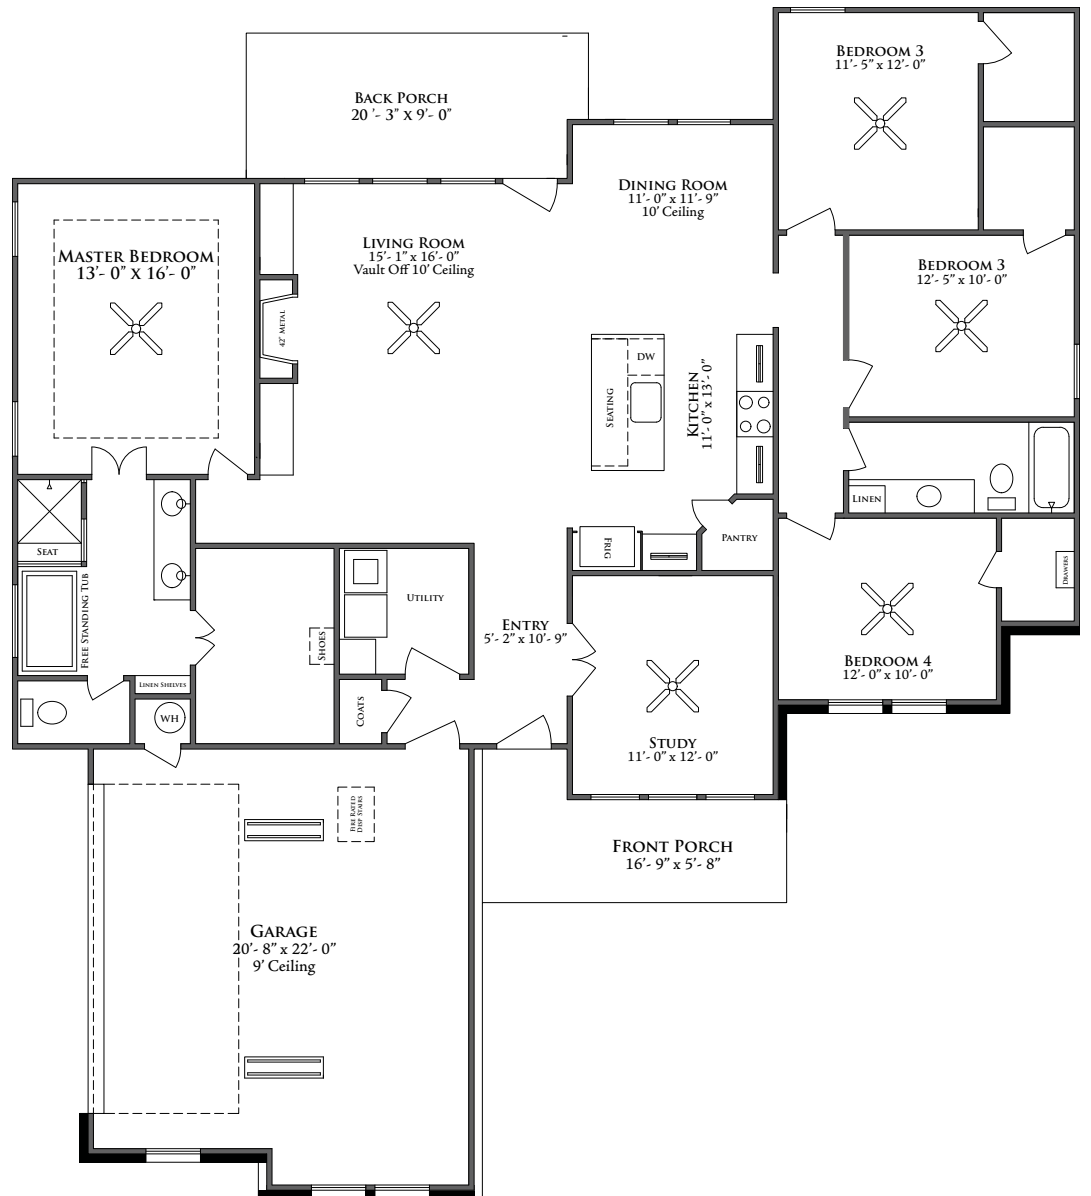 Bedroom 3
11'- 5" x 12'- 0"
Back Porch
20 '- 3" x 9'- 0"
Dining Room
11'- 0" x 11'- 9"
10' Ceiling
Living Room
15'- 1" x 16'- 0"
Vault Off 10' Ceiling
Master Bedroom
13'- 0" x 16'- 0"
Bedroom 3
12'- 5" x 10'- 0"
42" Metal
DW
Seating
Kitchen
11'- 0" x 13'- 0"
Linen
Seat
Frig
Pantry
Drawers
Free Standing Tub
Utility
Entry
5'- 2" x 10'- 9"
Shoes
Bedroom 4
12'- 0" x 10'- 0"
Linen Shelves
WH
Coats
Study
11'- 0" x 12'- 0"
Fire Rated
Disp Stairs
Front Porch
16'- 9" x 5'- 8"
Garage
20'- 8" x 22'- 0"
9' Ceiling